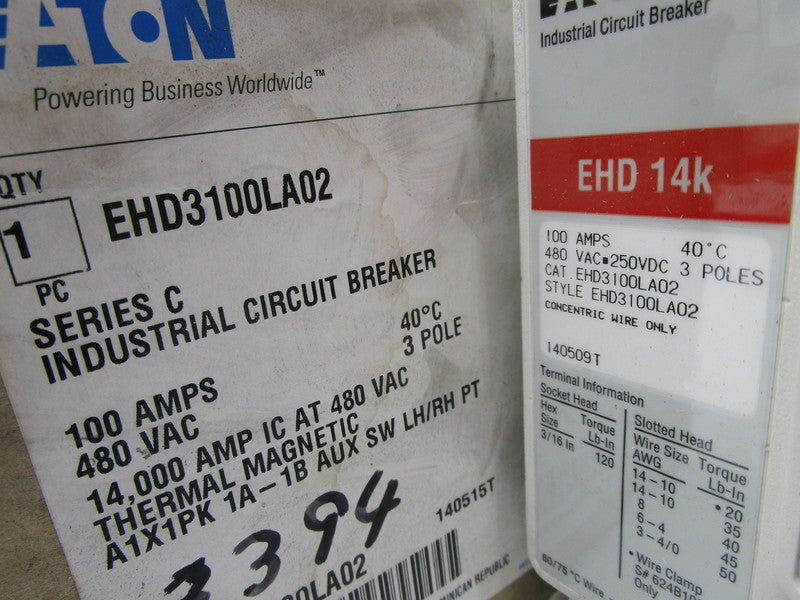 EATON
Powering Business Worldwide™
QTY
1
PC
EHD3100LA02
SERIES C
INDUSTRIAL CIRCUIT BREAKER
40°C
3 POLE
100 AMPS
480 VAC
14,000 AMP IC AT 480 VAC
THERMAL MAGNETIC
A1X1PK 1A-1B AUX SW LH/RH PT
140515T
3394
00LA02
Industrial Circuit Breaker
EHD 14k
100 AMPS 40°C
480 VAC▪250VDC 3 POLES
CAT.EHD3100LA02
STYLE EHD3100LA02
CONCENTRIC WIRE ONLY
140509T
Terminal Information
Socket Head
Hex Torque
Size Lb-In
3/16 In 120
Slotted Head
Wire Size Torque
AWG Lb-In
14-10 •20
14-10 35
8 40
6-4 45
3-4/0 50
• Wire Clamp
Only
60/75 °C Wire